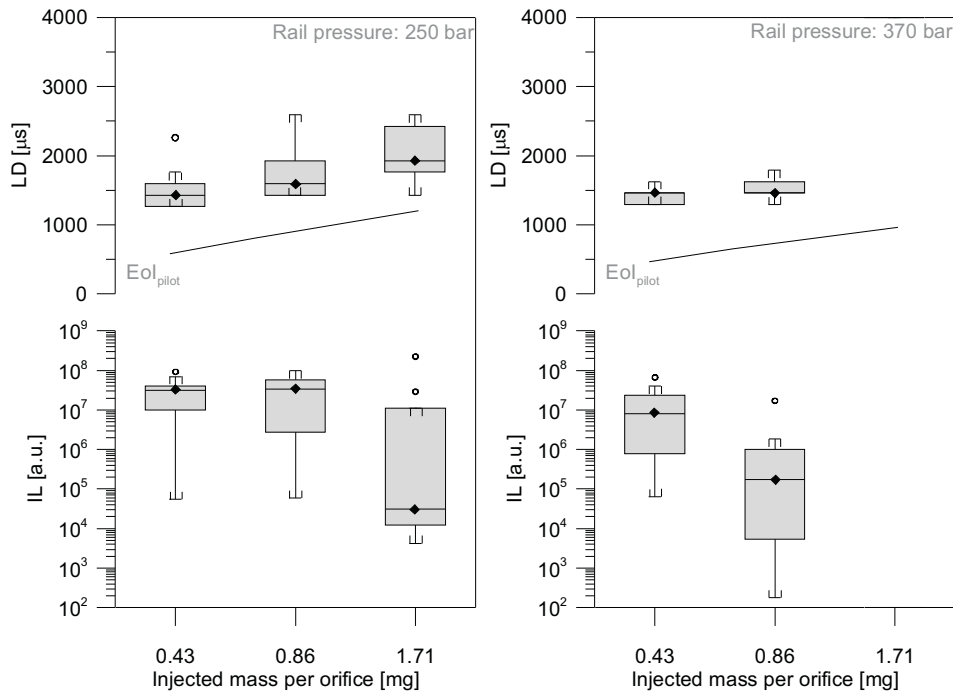 Rail pressure: 250 bar
LD [µs]
4000
3000
2000
1000
0
EoI_pilot
IL [a.u.]
10^9
10^8
10^7
10^6
10^5
10^4
10^3
10^2
0.43 0.86 1.71
Injected mass per orifice [mg]
Rail pressure: 370 bar
LD [µs]
4000
3000
2000
1000
0
EoI_pilot
IL [a.u.]
10^9
10^8
10^7
10^6
10^5
10^4
10^3
10^2
0.43 0.86 1.71
Injected mass per orifice [mg]